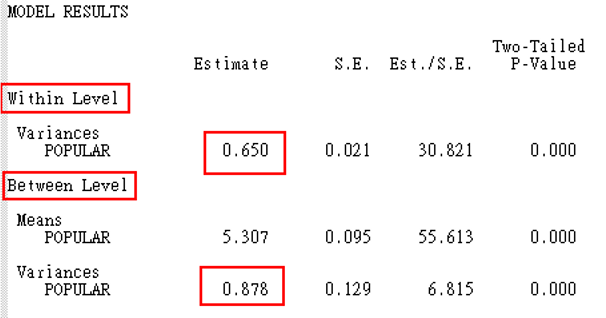 MODEL RESULTS
Two-Tailed
Estimate S.E. Est./S.E. P-Value
Within Level
Variances
POPULAR 0.650 0.021 30.821 0.000
Between Level
Means
POPULAR 5.307 0.095 55.613 0.000
Variances
POPULAR 0.878 0.129 6.815 0.000